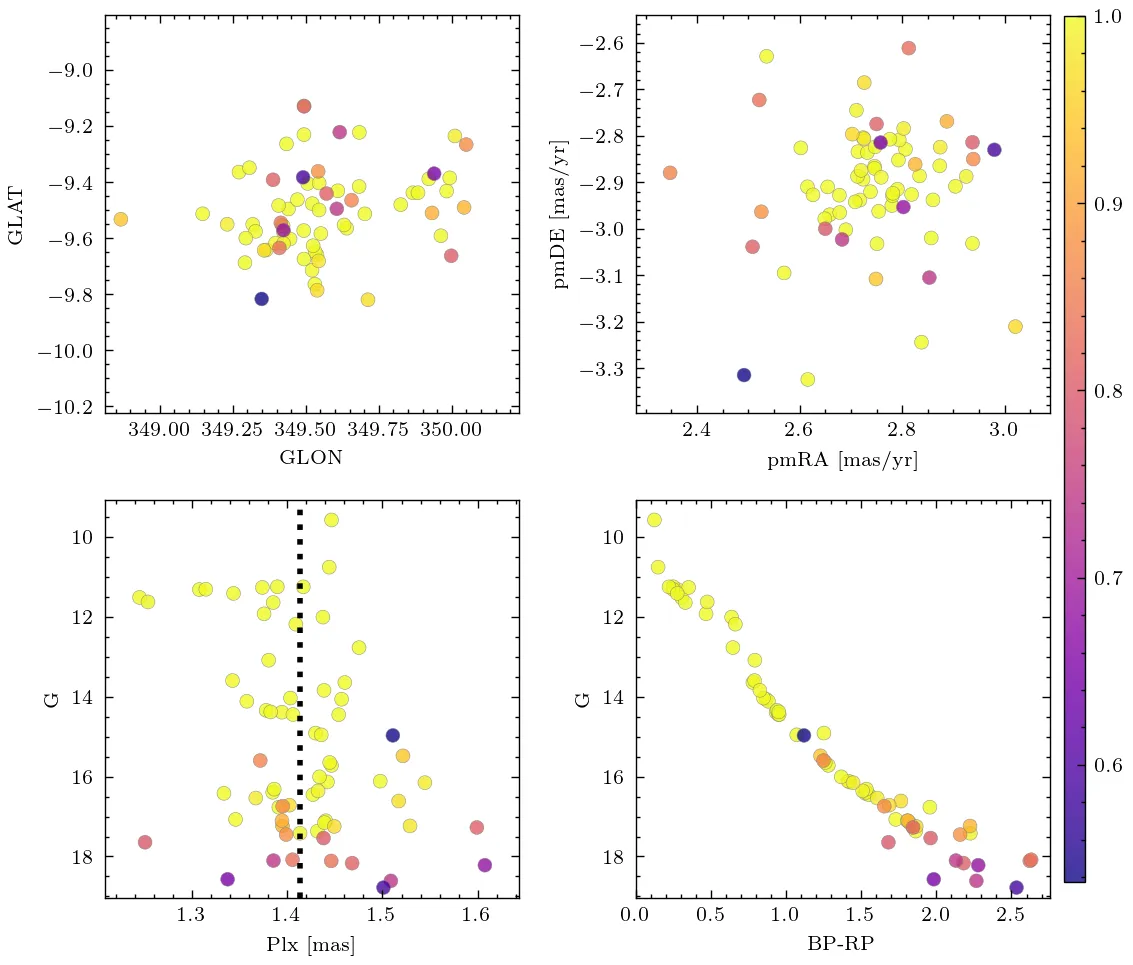 −9.0
−9.2
−9.4
−9.6
−9.8
−10.0
−10.2
GLAT
349.00 349.25 349.50 349.75 350.00
GLON
−2.6
−2.7
−2.8
−2.9
−3.0
−3.1
−3.2
−3.3
pmDE [mas/yr]
2.4 2.6 2.8 3.0
pmRA [mas/yr]
1.0
0.9
0.8
0.7
0.6
10
12
14
16
18
G
1.3 1.4 1.5 1.6
Plx [mas]
10
12
14
16
18
G
0.0 0.5 1.0 1.5 2.0 2.5
BP-RP